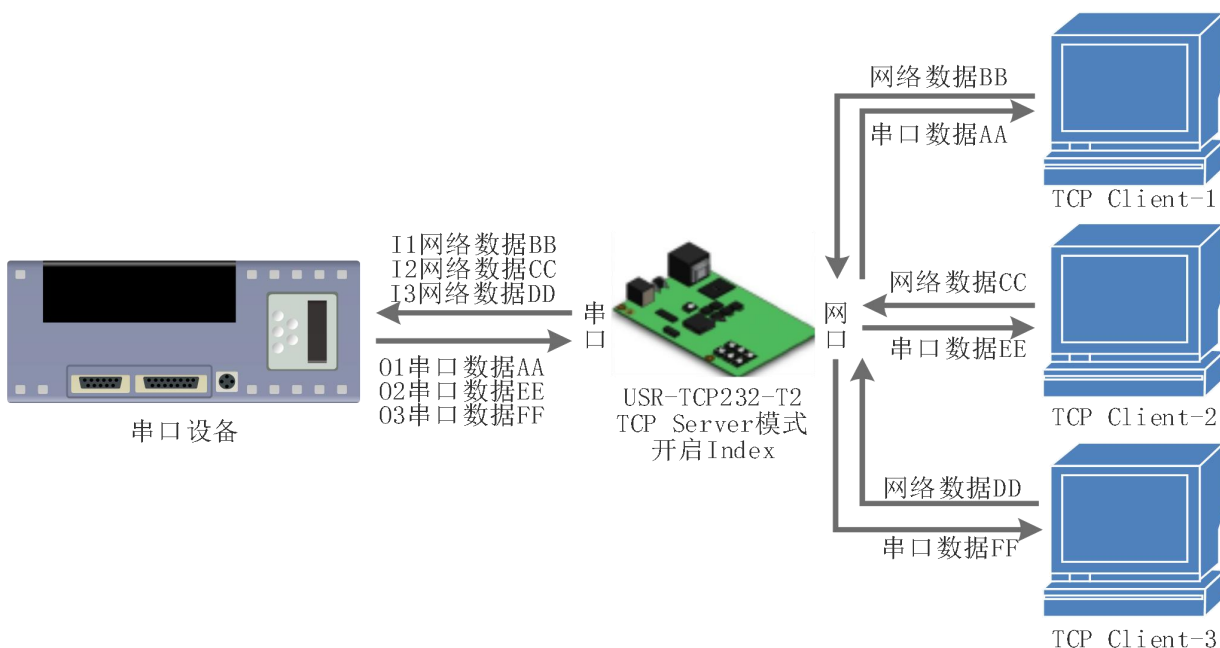 网络数据BB
串口数据AA
TCP Client-1
I1网络数据BB
I2网络数据CC
I3网络数据DD
O1串口数据AA
O2串口数据EE
O3串口数据FF
串口设备
串口
USR-TCP232-T2
TCP Server模式
开启Index
网口
网络数据CC
串口数据EE
TCP Client-2
网络数据DD
串口数据FF
TCP Client-3